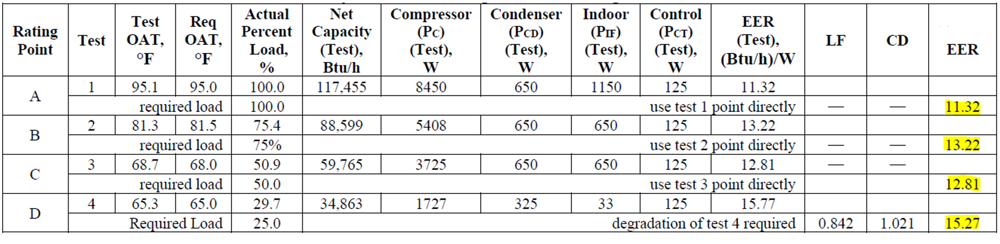 Rating Point | Test | Test OAT, °F | Req OAT, °F | Actual Percent Load, % | Net Capacity (Test), Btu/h | Compressor (PC) (Test), W | Condenser (PCD) (Test), W | Indoor (PIF) (Test), W | Control (PCT) (Test), W | EER (Test), (Btu/h)/W | LF | CD | EER
A | 1 | 95.1 | 95.0 | 100.0 | 117,455 | 8450 | 650 | 1150 | 125 | 11.32
required load | 100.0 | use test 1 point directly | — | — | 11.32
B | 2 | 81.3 | 81.5 | 75.4 | 88,599 | 5408 | 650 | 650 | 125 | 13.22
required load | 75% | use test 2 point directly | — | — | 13.22
C | 3 | 68.7 | 68.0 | 50.9 | 59,765 | 3725 | 650 | 650 | 125 | 12.81 | — | —
required load | 50.0 | use test 3 point directly | 12.81
D | 4 | 65.3 | 65.0 | 29.7 | 34,863 | 1727 | 325 | 33 | 125 | 15.77
Required Load | 25.0 | degradation of test 4 required | 0.842 | 1.021 | 15.27